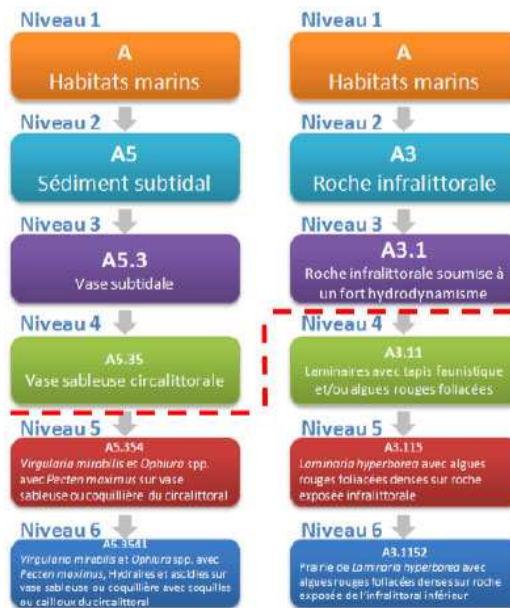 Niveau 1
A
Habitats marins
Niveau 2
A5
Sédiment subtidal
Niveau 3
A5.3
Vase subtidale
Niveau 4
A5.35
Vase sableuse circalittorale
Niveau 5
A5.354
Virgularia mirabilis et Ophiura spp.
avec Pecten maximus sur vase
sableuse ou coquillière du circalittoral
Niveau 6
A5.3541
Virgularia mirabilis et Ophiura spp. avec
Pecten maximus, Hydraires et ascidies sur
vase sableuse ou coquillière avec coquilles
ou cailloux du circalittoral
Niveau 1
A
Habitats marins
Niveau 2
A3
Roche infralittorale
Niveau 3
A3.1
Roche infralittorale soumise à
un fort hydrodynamisme
Niveau 4
A3.11
Laminaires avec tapis faunistique
et/ou algues rouges foliacées
Niveau 5
A3.115
Laminaria hyperborea avec algues
rouges foliacées denses sur roche
exposée infralittorale
Niveau 6
A3.1152
Prairie de Laminaria hyperborea avec
algues rouges foliacées denses sur roche
exposée de l'infralittoral inférieur